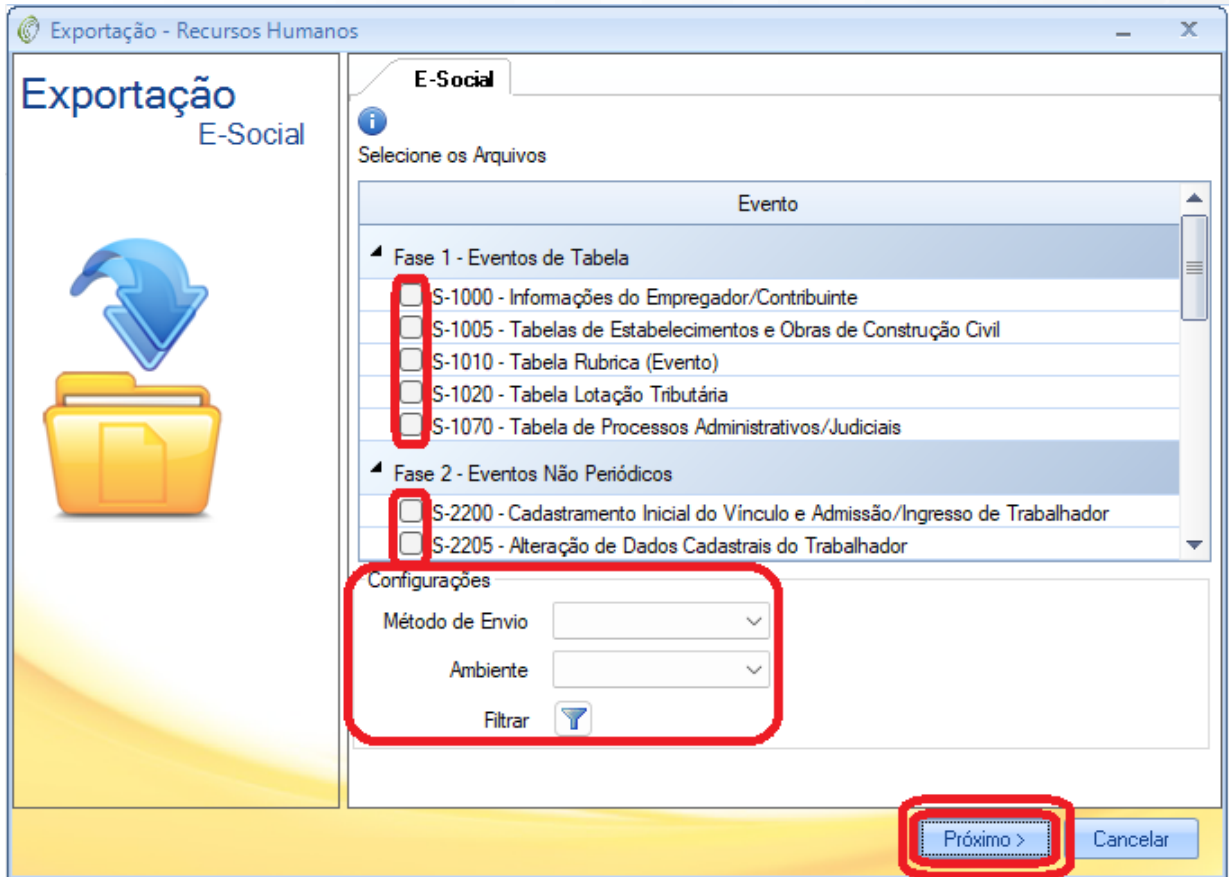 Exportação - Recursos Humanos
Exportação
E-Social
E-Social
Selecione os Arquivos
Evento
Fase 1 - Eventos de Tabela
S-1000 - Informações do Empregador/Contribuinte
S-1005 - Tabelas de Estabelecimentos e Obras de Construção Civil
S-1010 - Tabela Rubrica (Evento)
S-1020 - Tabela Lotação Tributária
S-1070 - Tabela de Processos Administrativos/Judiciais
Fase 2 - Eventos Não Periódicos
S-2200 - Cadastramento Inicial do Vínculo e Admissão/Ingresso de Trabalhador
S-2205 - Alteração de Dados Cadastrais do Trabalhador
Configurações
Método de Envio
Ambiente
Filtrar
Próximo >
Cancelar